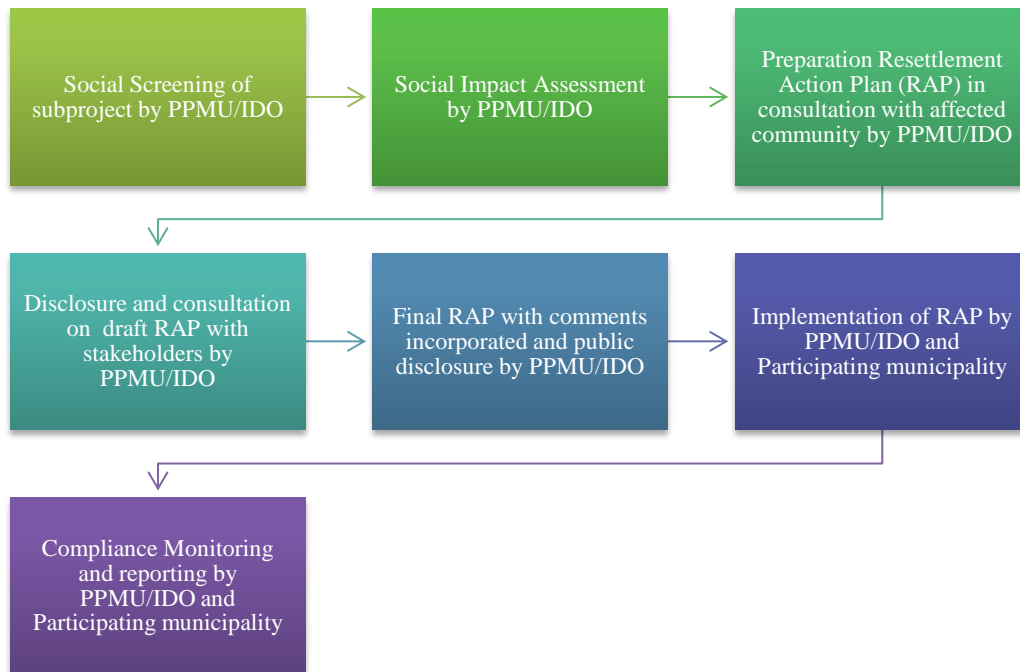 Social Screening of
subproject by PPMU/IDO
Social Impact Assessment
by PPMU/IDO
Preparation Resettlement
Action Plan (RAP) in
consultation with affected
community by PPMU/IDO
Disclosure and consultation
on draft RAP with
stakeholders by
PPMU/IDO
Final RAP with comments
incorporated and public
disclosure by PPMU/IDO
Implementation of RAP by
PPMU/IDO and
Participating municipality
Compliance Monitoring
and reporting by
PPMU/IDO and
Participating municipality